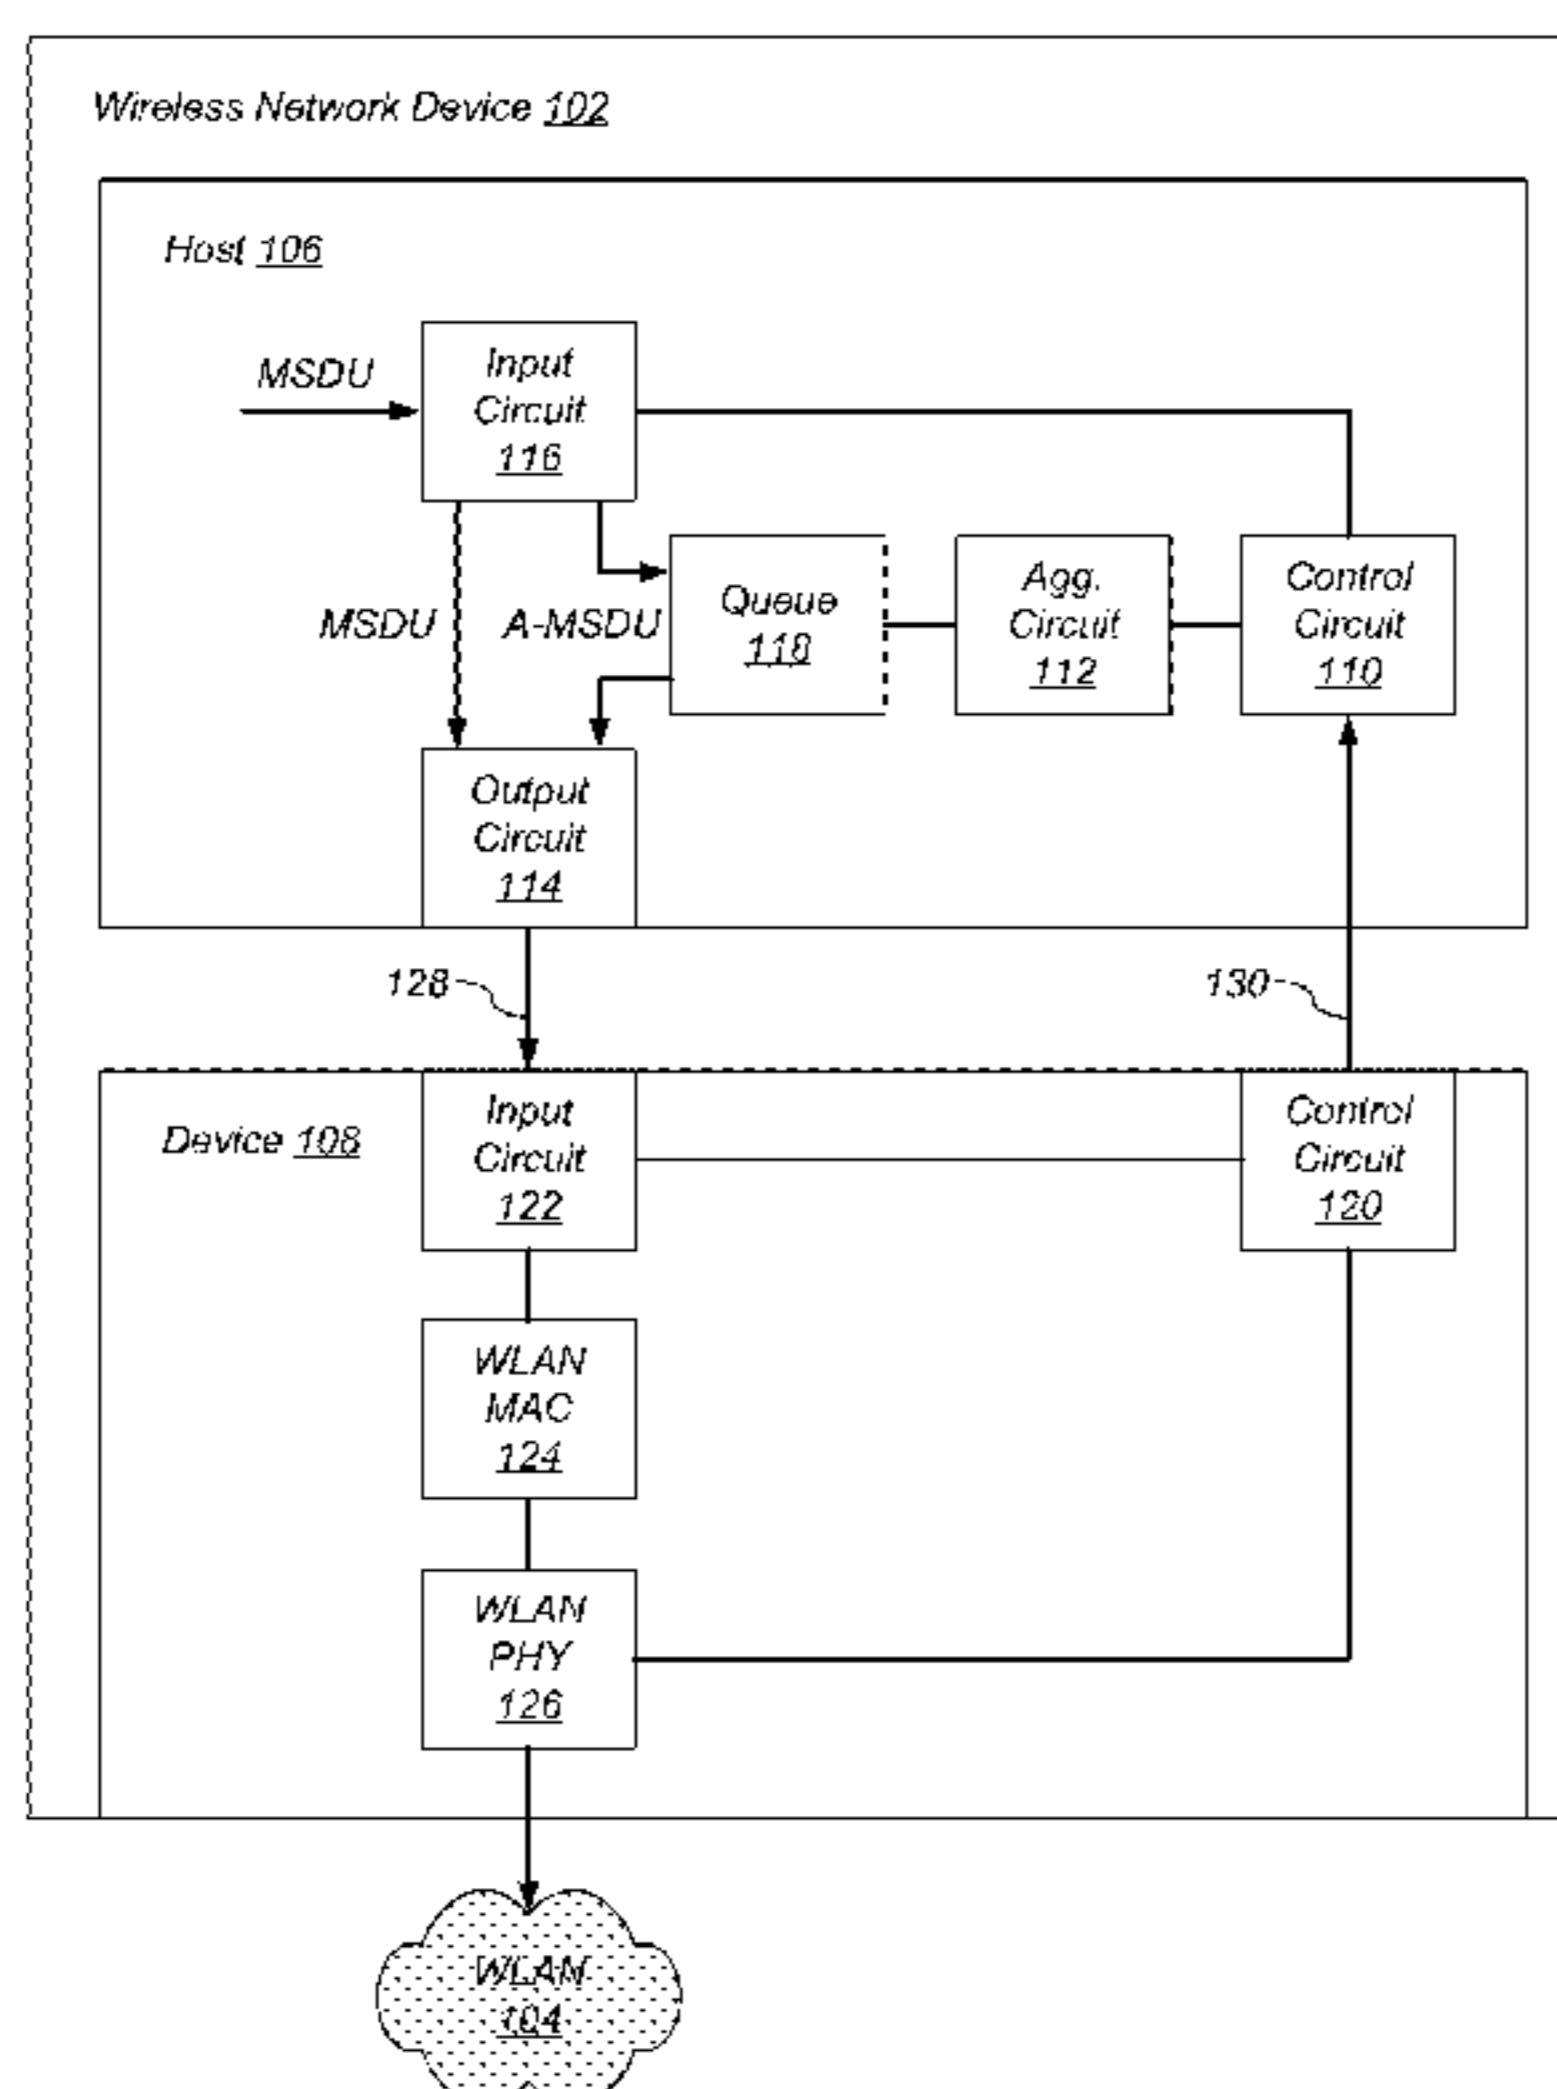 Wireless Network Device 102
Host 106
MSDU
Input
Circuit
116
MSDU
A-MSDU
Queue
118
Agg.
Circuit
112
Control
Circuit
110
Output
Circuit
114
128
130
Device 108
Input
Circuit
122
Control
Circuit
120
WLAN
MAC
124
WLAN
PHY
126
WLAN
104